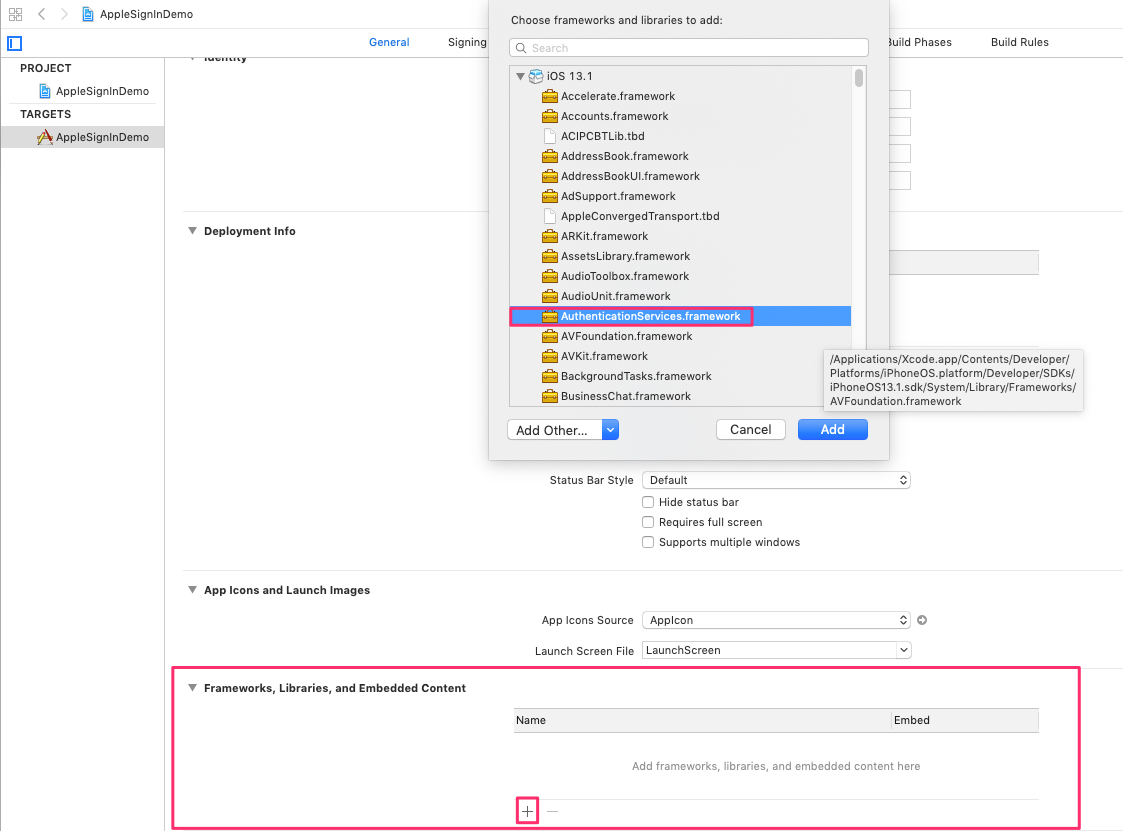 AppleSignInDemo
General
Signing
Build Phases
Build Rules
PROJECT
AppleSignInDemo
TARGETS
AppleSignInDemo
Identity
Choose frameworks and libraries to add:
Search
iOS 13.1
Accelerate.framework
Accounts.framework
ACIPCBTLib.tbd
AddressBook.framework
AddressBookUI.framework
AdSupport.framework
AppleConvergedTransport.tbd
ARKit.framework
AssetsLibrary.framework
AudioToolbox.framework
AudioUnit.framework
AuthenticationServices.framework
AVFoundation.framework
AVKit.framework
BackgroundTasks.framework
BusinessChat.framework
/Applications/Xcode.app/Contents/Developer/
Platforms/iPhoneOS.platform/Developer/SDKs/
iPhoneOS13.1.sdk/System/Library/Frameworks/
AVFoundation.framework
Add Other...
Cancel
Add
Deployment Info
Status Bar Style
Default
Hide status bar
Requires full screen
Supports multiple windows
App Icons and Launch Images
App Icons Source
AppIcon
Launch Screen File
LaunchScreen
Frameworks, Libraries, and Embedded Content
Name
Embed
Add frameworks, libraries, and embedded content here